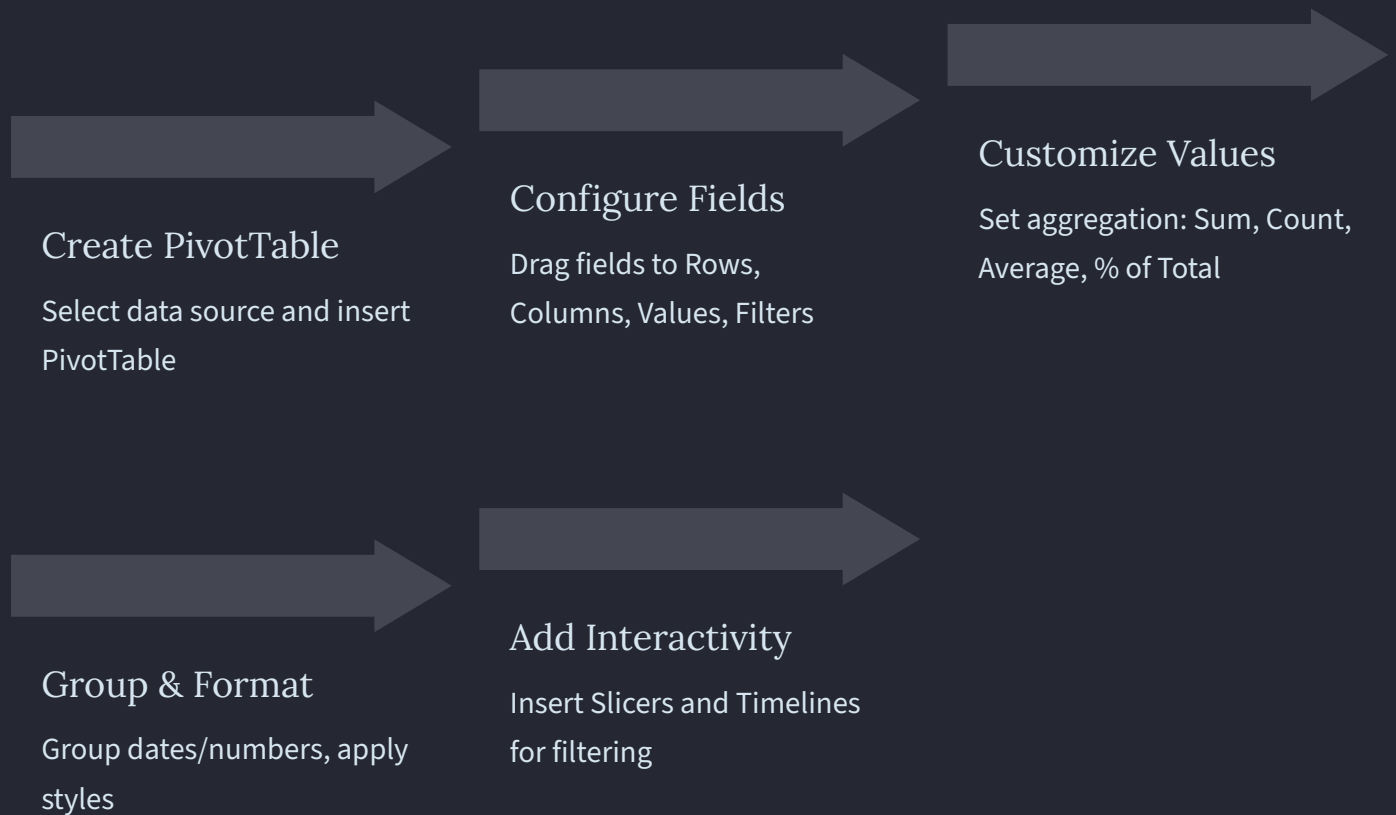 Create PivotTable
Select data source and insert
PivotTable
Configure Fields
Drag fields to Rows,
Columns, Values, Filters
Customize Values
Set aggregation: Sum, Count,
Average, % of Total
Group & Format
Group dates/numbers, apply
styles
Add Interactivity
Insert Slicers and Timelines
for filtering